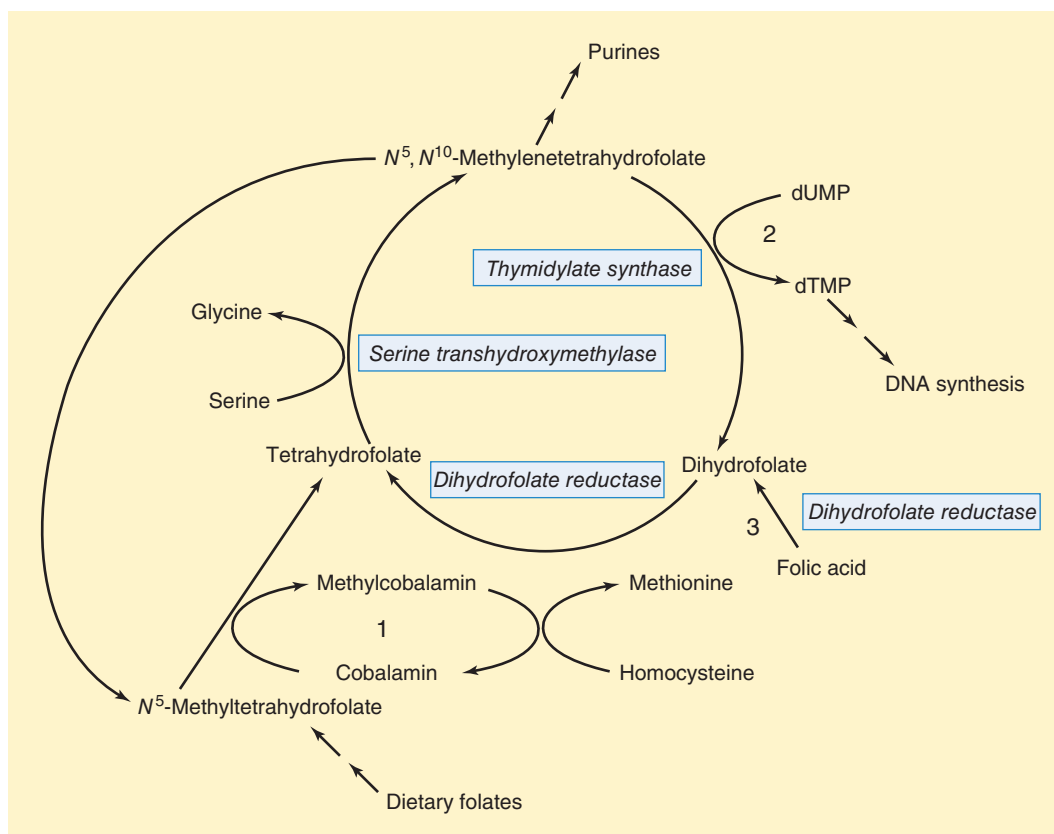 Purines
N5, N10-Methylenetetrahydrofolate
dUMP
2
Thymidylate synthase
dTMP
Glycine
Serine transhydroxymethylase
DNA synthesis
Serine
Tetrahydrofolate
Dihydrofolate
Dihydrofolate reductase
Dihydrofolate reductase
3
Folic acid
Methylcobalamin
Methionine
1
Cobalamin
Homocysteine
N5-Methyltetrahydrofolate
Dietary folates